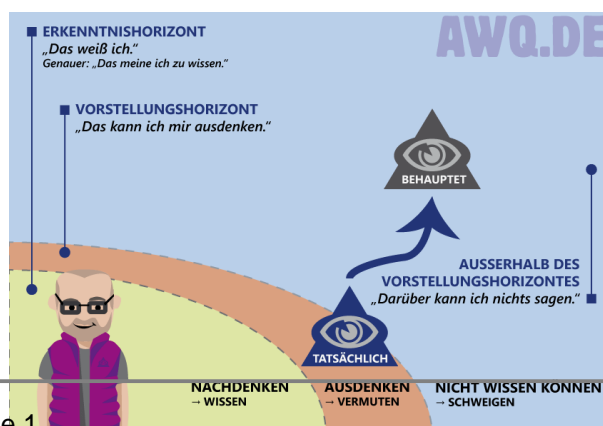 AWQ.DE
ERKENNTNISHORIZONT
„Das weiß ich.“
Genauer: „Das meine ich zu wissen.“
VORSTELLUNGSHORIZONT
„Das kann ich mir ausdenken.“
BEHAUPTET
AUSSERHALB DES
VORSTELLUNGSHORIZONTES
„Darüber kann ich nichts sagen.“
TATSÄCHLICH
NACHDENKEN
→ WISSEN
AUSDENKEN
→ VERMUTEN
NICHT WISSEN KÖNNEN
→ SCHWEIGEN
e 1